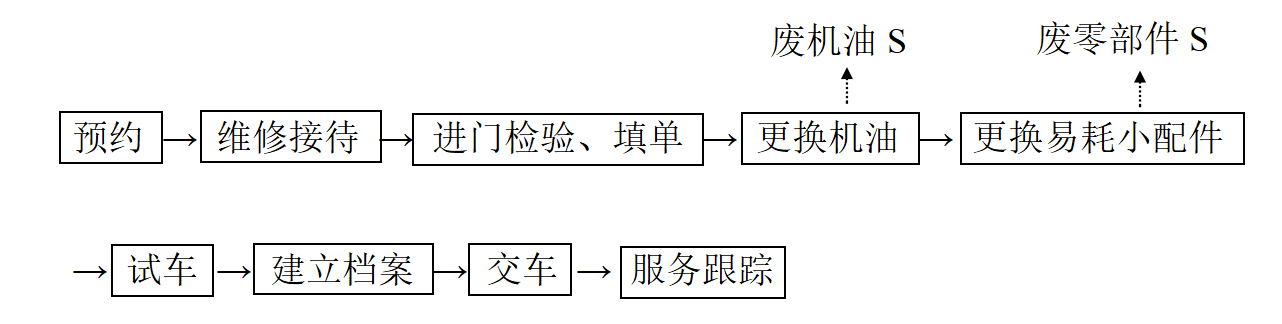 废机油 S 废零部件 S
预约 → 维修接待 → 进门检验、填单 → 更换机油 → 更换易耗小配件
→ 试车 → 建立档案 → 交车 → 服务跟踪